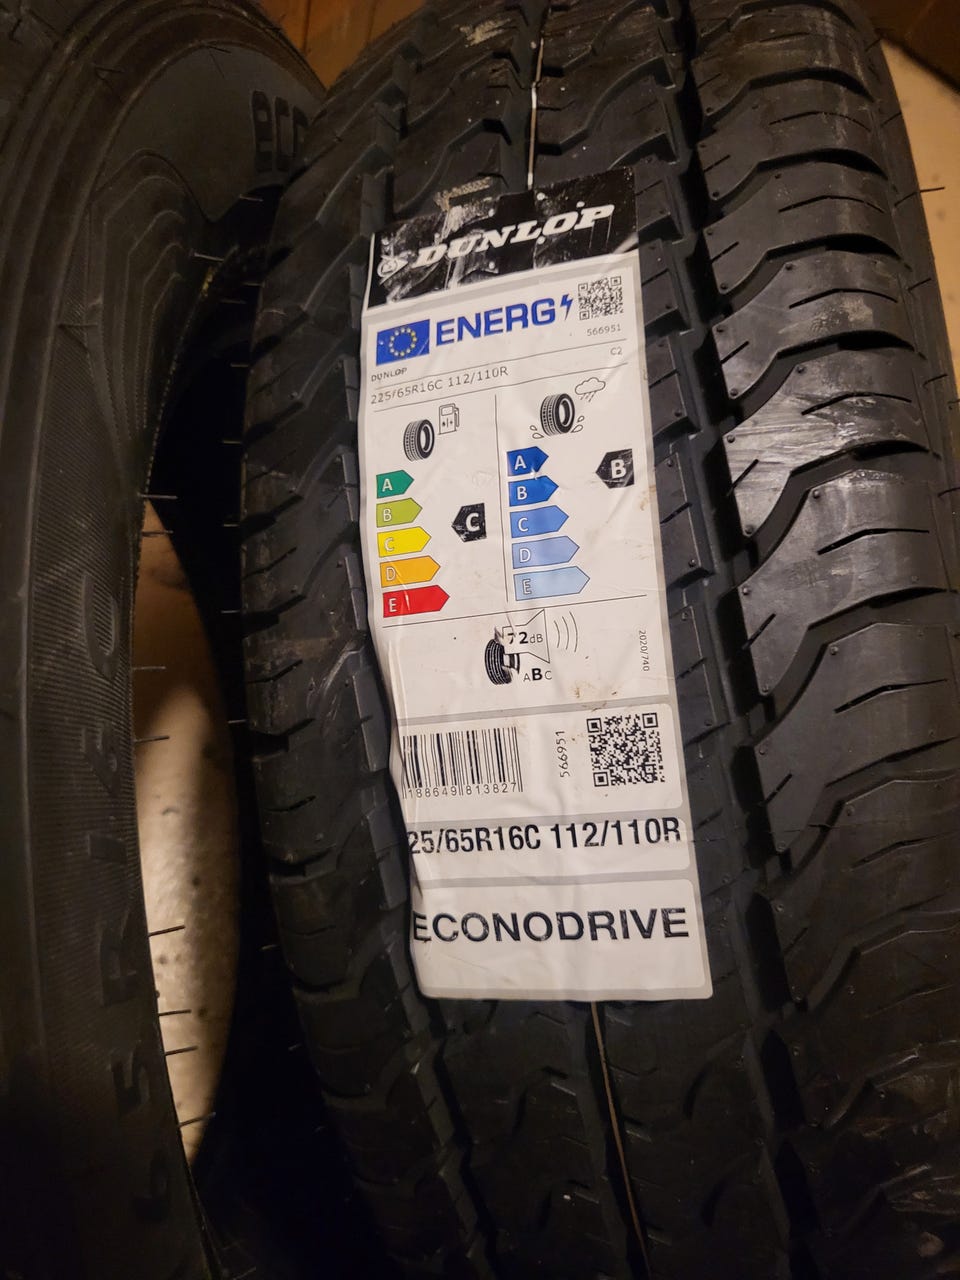 DUNLOP
ENERG
566951
DUNLOP
C2
225/65R16C 112/110R
A
B
C
D
E
C
A
B
C
D
E
B
72dB
ABC
2020/740
188649 813827
566951
25/65R16C 112/110R
ECONODRIVE